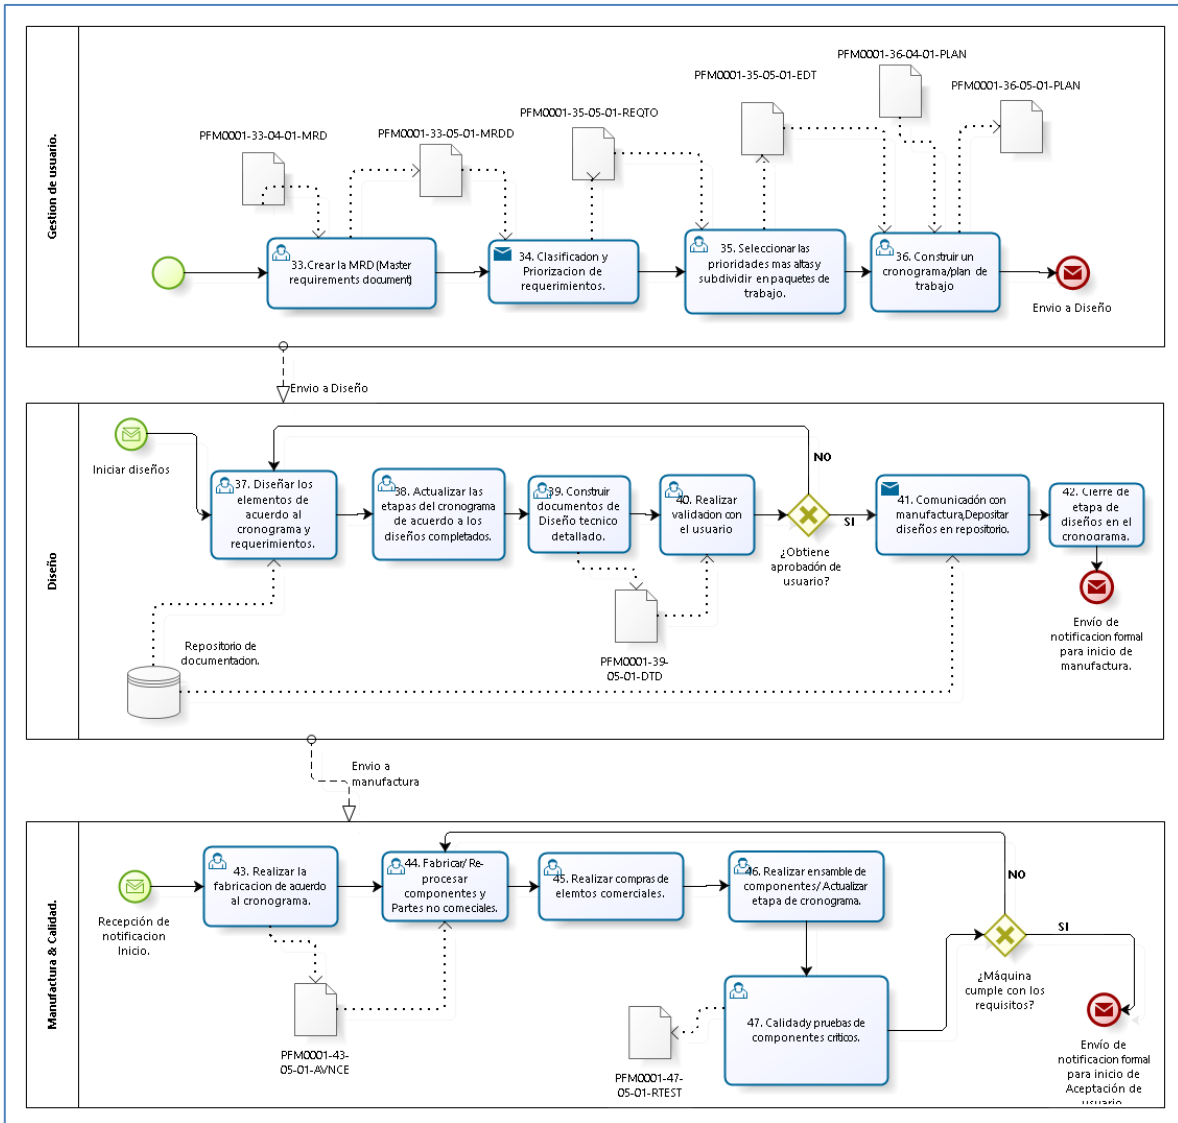 Gestion de usuario.
PFM0001-33-04-01-MRD
PFM0001-33-05-01-MRDD
PFM0001-35-05-01-REQTO
PFM0001-35-05-01-EDT
PFM0001-36-04-01-PLAN
PFM0001-36-05-01-PLAN
33.Crear la MRD (Master
requirements document)
34. Clasificacion y
Priorizacion de
requerimientos.
35. Seleccionar las
prioridades mas altas y
subdividir en paquetes de
trabajo.
36. Construir un
cronograma/plan de
trabajo
Envio a Diseño
Envio a Diseño
Diseño
Iniciar diseños
37. Diseñar los
elementos de
acuerdo al
cronograma y
requerimientos.
38. Actualizar las
etapas del cronograma
de acuerdo a los
diseños completados.
39. Construir
documentos de
Diseño tecnico
detallado.
40. Realizar
validacion con
el usuario
NO
SI
¿Obtiene
aprobación de
usuario?
41. Comunicación con
manufactura,Depositar
diseños en repositorio.
42. Cierre de
etapa de
diseños en el
cronograma.
Envío de
notificacion formal
para inicio de
manufactura.
Repositorio de
documentacion.
PFM0001-39-
05-01-DTD
Envio a
manufactura
Manufactura & Calidad.
Recepción de
notificacion
Inicio.
43. Realizar la
fabricacion de acuerdo
al cronograma.
44. Fabricar/ Re-
procesar
componentes y
Partes no comeciales.
45. Realizar compras de
elemtos comerciales.
46. Realizar ensamble de
componentes/ Actualizar
etapa de cronograma.
NO
SI
¿Máquina
cumple con los
requisitos?
47. Calidad y pruebas de
componentes criticos.
PFM0001-43-
05-01-AVNCE
PFM0001-47-
05-01-RTEST
Envío de
notificacion formal
para inicio de
Aceptación de
usuario